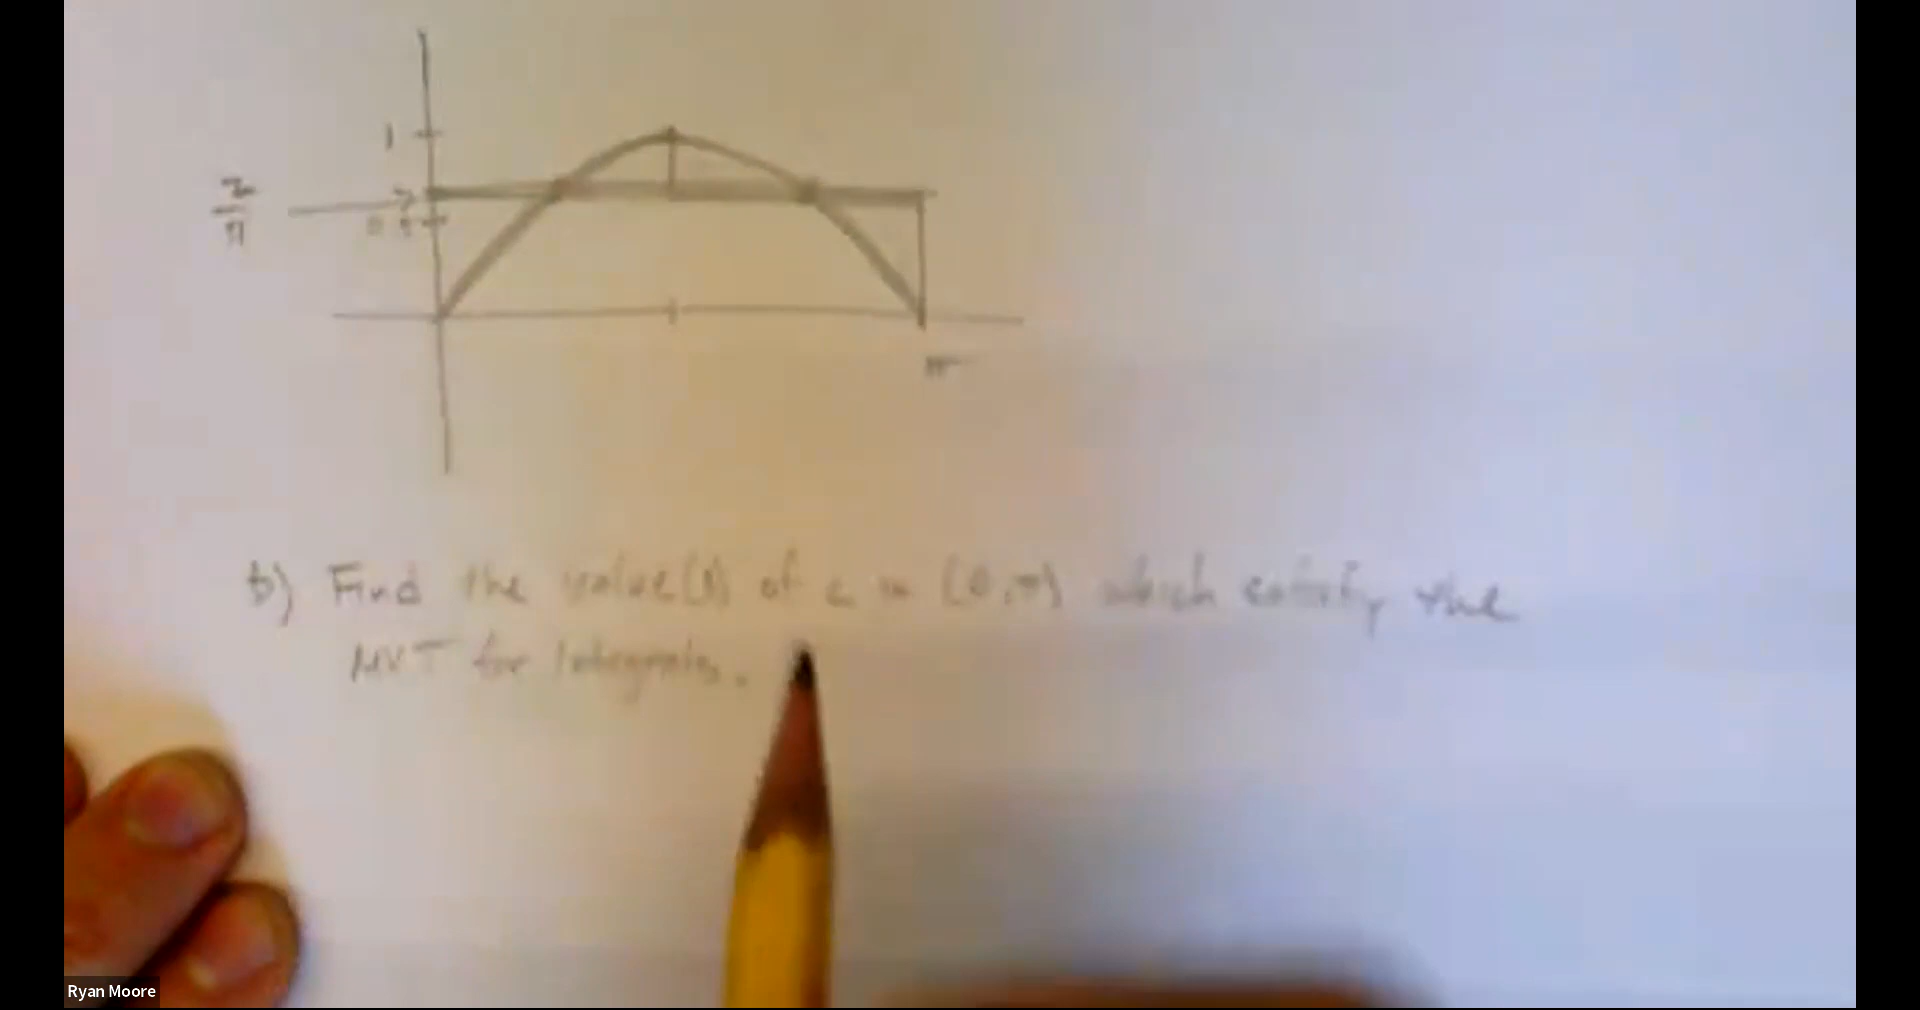 1
2
π
0.5
π
b) Find the value(s) of c in (0,π) which satisfy the
MVT for Integrals.
Ryan Moore